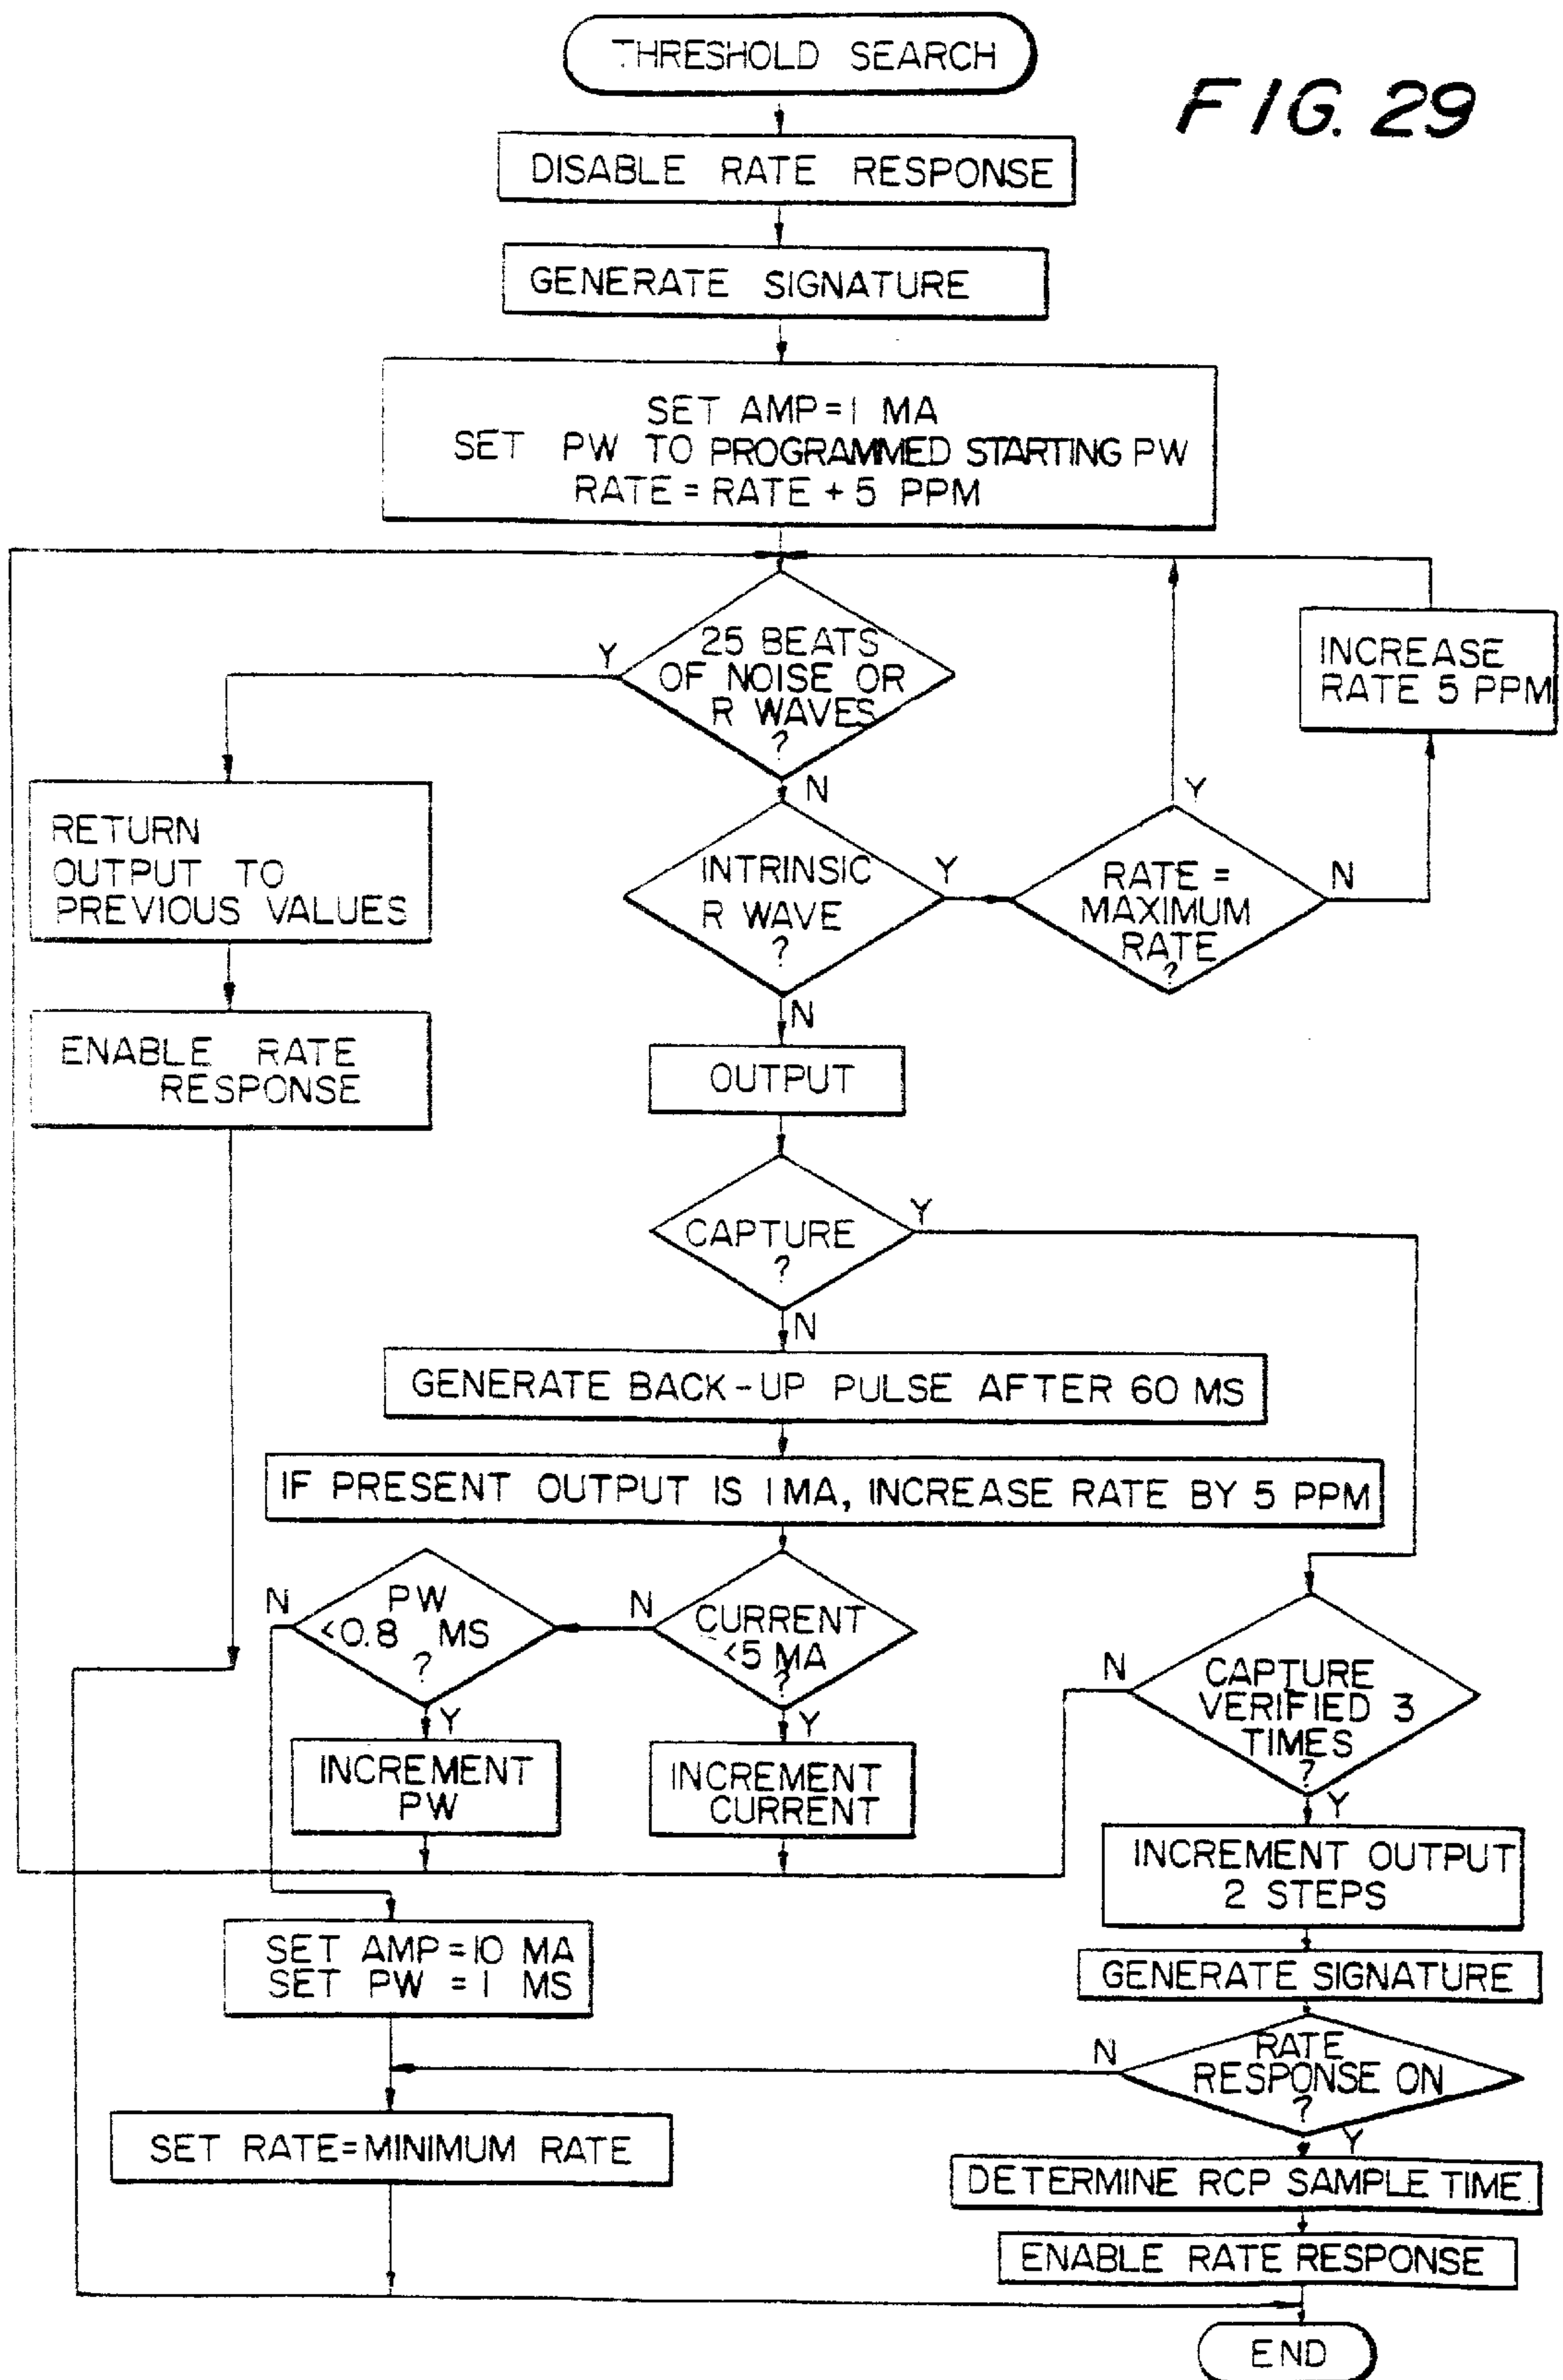 THRESHOLD SEARCH
FIG. 29
DISABLE RATE RESPONSE
GENERATE SIGNATURE
SET AMP=1 MA
SET PW TO PROGRAMMED STARTING PW
RATE=RATE+5 PPM
25 BEATS
OF NOISE OR
R WAVES
?
Y
N
INCREASE
RATE 5 PPM
RETURN
OUTPUT TO
PREVIOUS VALUES
INTRINSIC
R WAVE
?
Y
N
RATE =
MAXIMUM
RATE
?
Y
N
ENABLE RATE
RESPONSE
OUTPUT
CAPTURE
?
Y
N
GENERATE BACK-UP PULSE AFTER 60 MS
IF PRESENT OUTPUT IS 1MA, INCREASE RATE BY 5 PPM
N
PW
<0.8 MS
?
Y
N
CURRENT
<5 MA
?
Y
N
CAPTURE
VERIFIED 3
TIMES
?
Y
INCREMENT
PW
INCREMENT
CURRENT
INCREMENT OUTPUT
2 STEPS
SET AMP=10 MA
SET PW =1 MS
GENERATE SIGNATURE
N
RATE
RESPONSE ON
?
Y
SET RATE=MINIMUM RATE
DETERMINE RCP SAMPLE TIME
ENABLE RATE RESPONSE
END